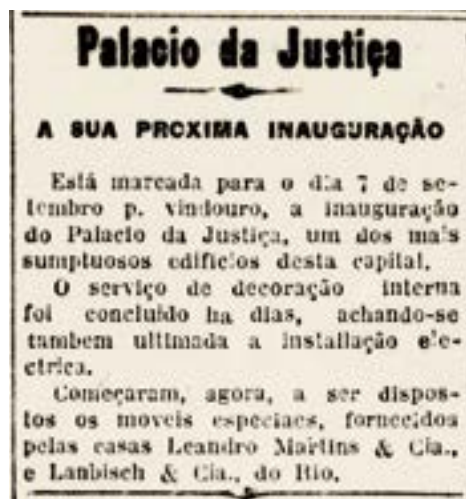 Palacio da Justiça
A SUA PROXIMA INAUGURAÇÃO
Está marcada para o dia 7 de se-
tembro p. vindouro, a inauguração
do Palacio da Justiça, um dos mais
sumptuosos edificios desta capital.
O serviço de decoração interna
foi concluido ha dias, achando-se
tambem ultimada a installação ele-
ctrica.
Começaram, agora, a ser dispos-
tos os moveis especiaes, fornecidos
pelas casas Leandro Martins & Cia.,
e Lanbisch & Cia., do Rio.